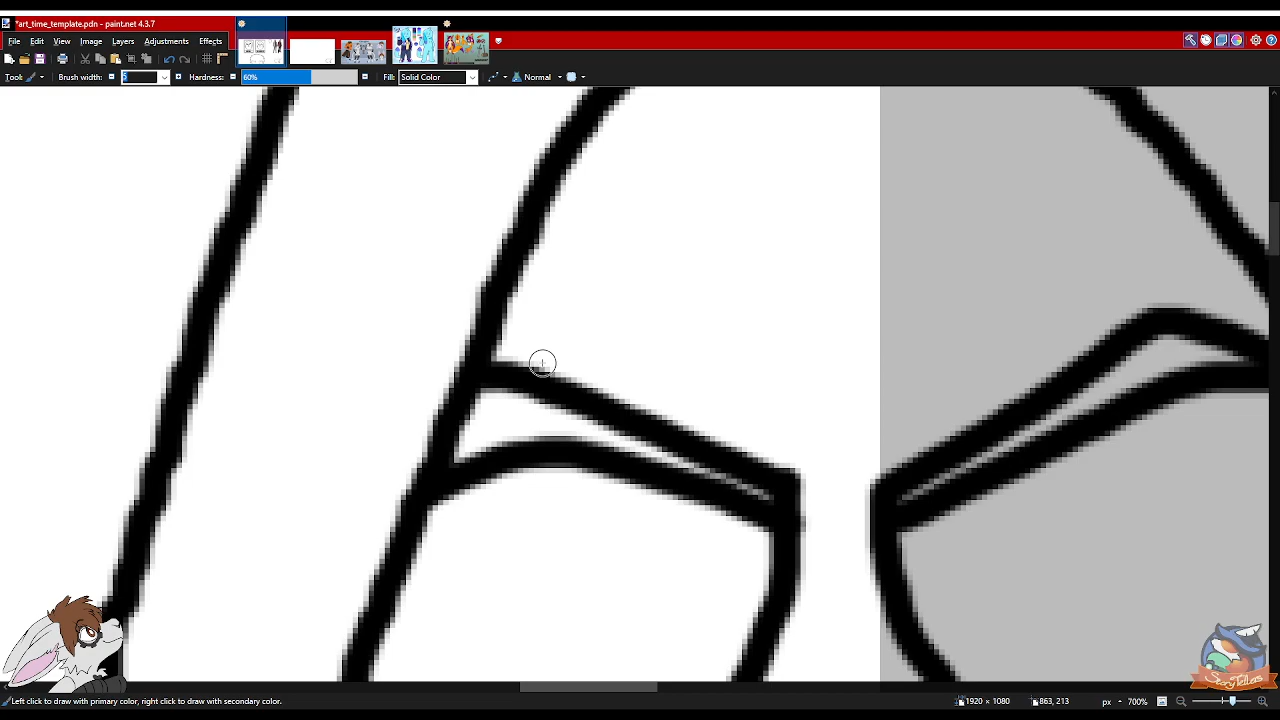 *art_time_template.pdn - paint.net 4.3.7
File Edit View Image Layers Adjustments Effects
Tool: Brush width: 5 Hardness: 60% Fill: Solid Color Normal
StoryTellers
Left click to draw with primary color, right click to draw with secondary color. 1920 × 1080 863, 213 px 700%